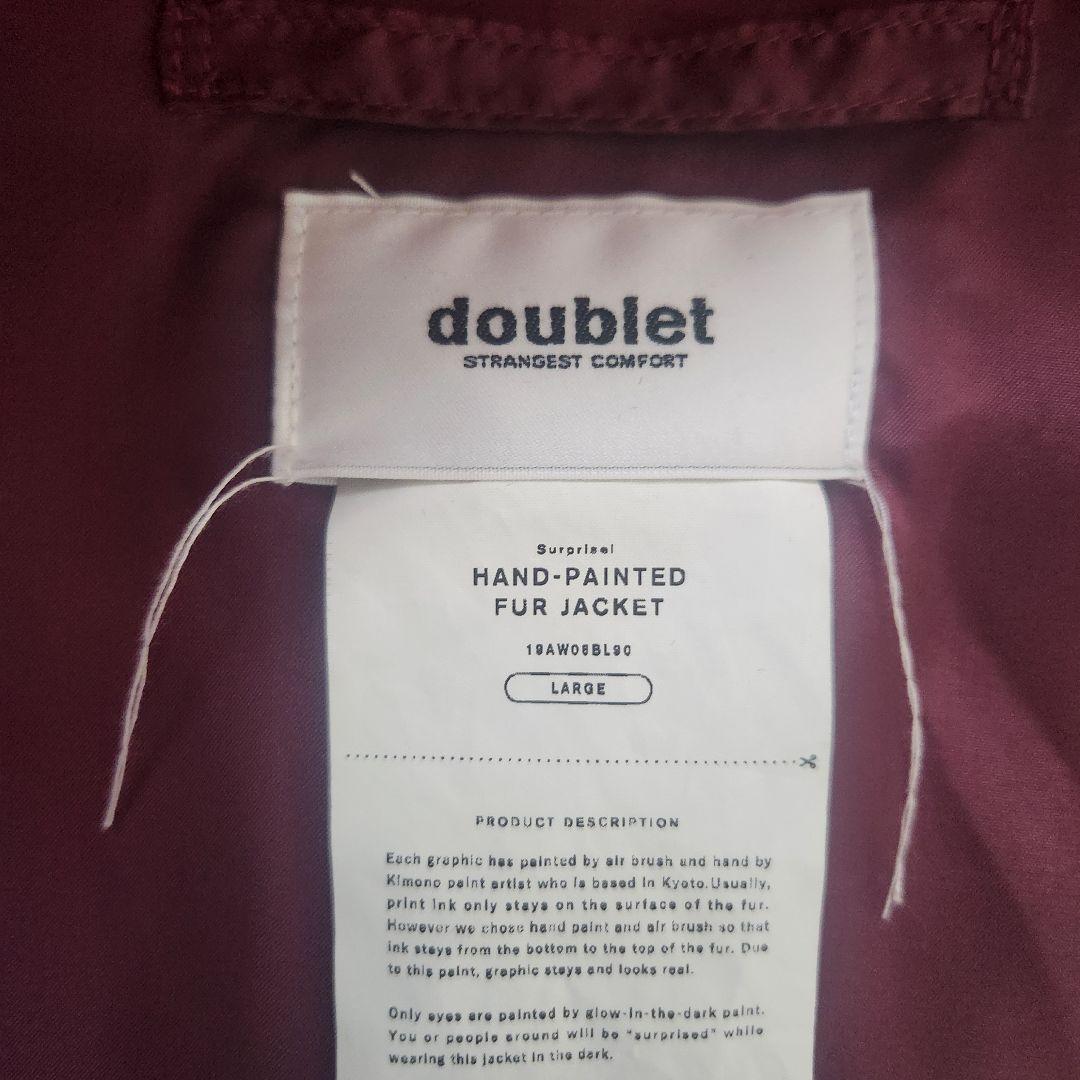 doublet
STRANGEST COMFORT
Surprise!
HAND-PAINTED
FUR JACKET
19AW06BL90
LARGE
PRODUCT DESCRIPTION
Each graphic has painted by air brush and hand by
Kimono paint artist who is based in Kyoto.Usually,
print ink only stays on the surface of the fur.
However we chose hand paint and air brush so that
ink stays from the bottom to the top of the fur. Due
to this paint, graphic stays and looks real.
Only eyes are painted by glow-in-the-dark paint.
You or people around will be "surprised" while
wearing this jacket in the dark.